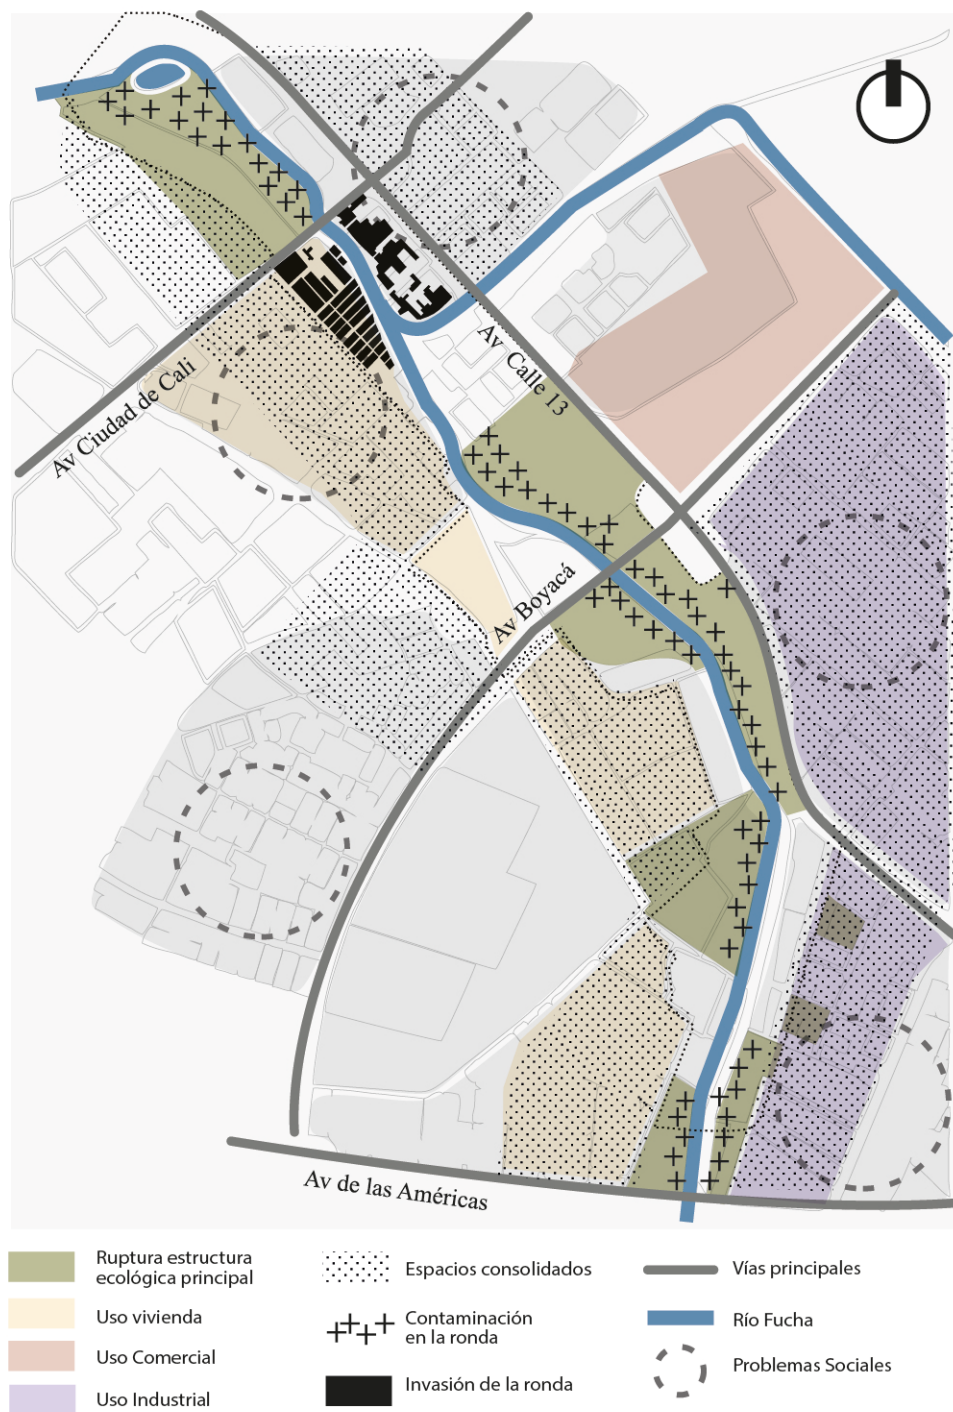 Av Calle 13
Av Ciudad de Cali
Av Boyacá
Av de las Américas
Ruptura estructura
ecológica principal
Uso vivienda
Uso Comercial
Uso Industrial
Espacios consolidados
Contaminación
en la ronda
Invasión de la ronda
Vías principales
Río Fucha
Problemas Sociales